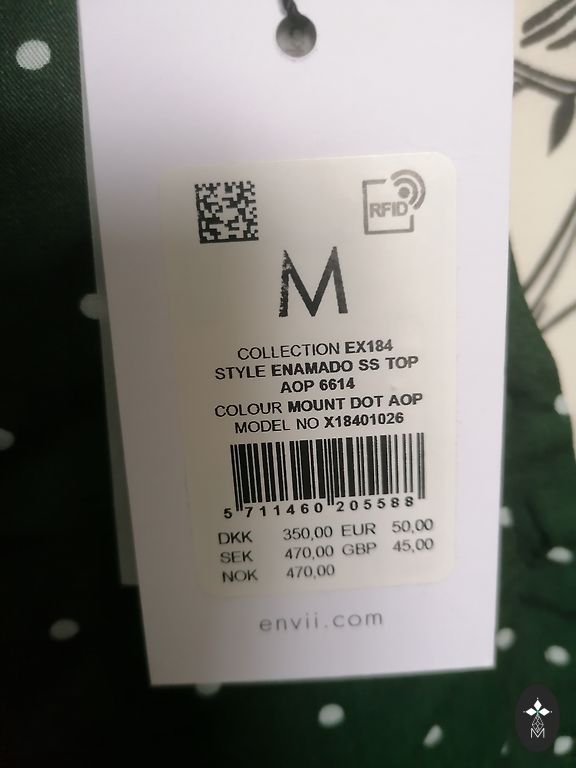 RFID
M
COLLECTION EX184
STYLE ENAMADO SS TOP
AOP 6614
COLOUR MOUNT DOT AOP
MODEL NO X18401026
5 711460 205588
DKK 350,00 EUR 50,00
SEK 470,00 GBP 45,00
NOK 470,00
envii.com
M